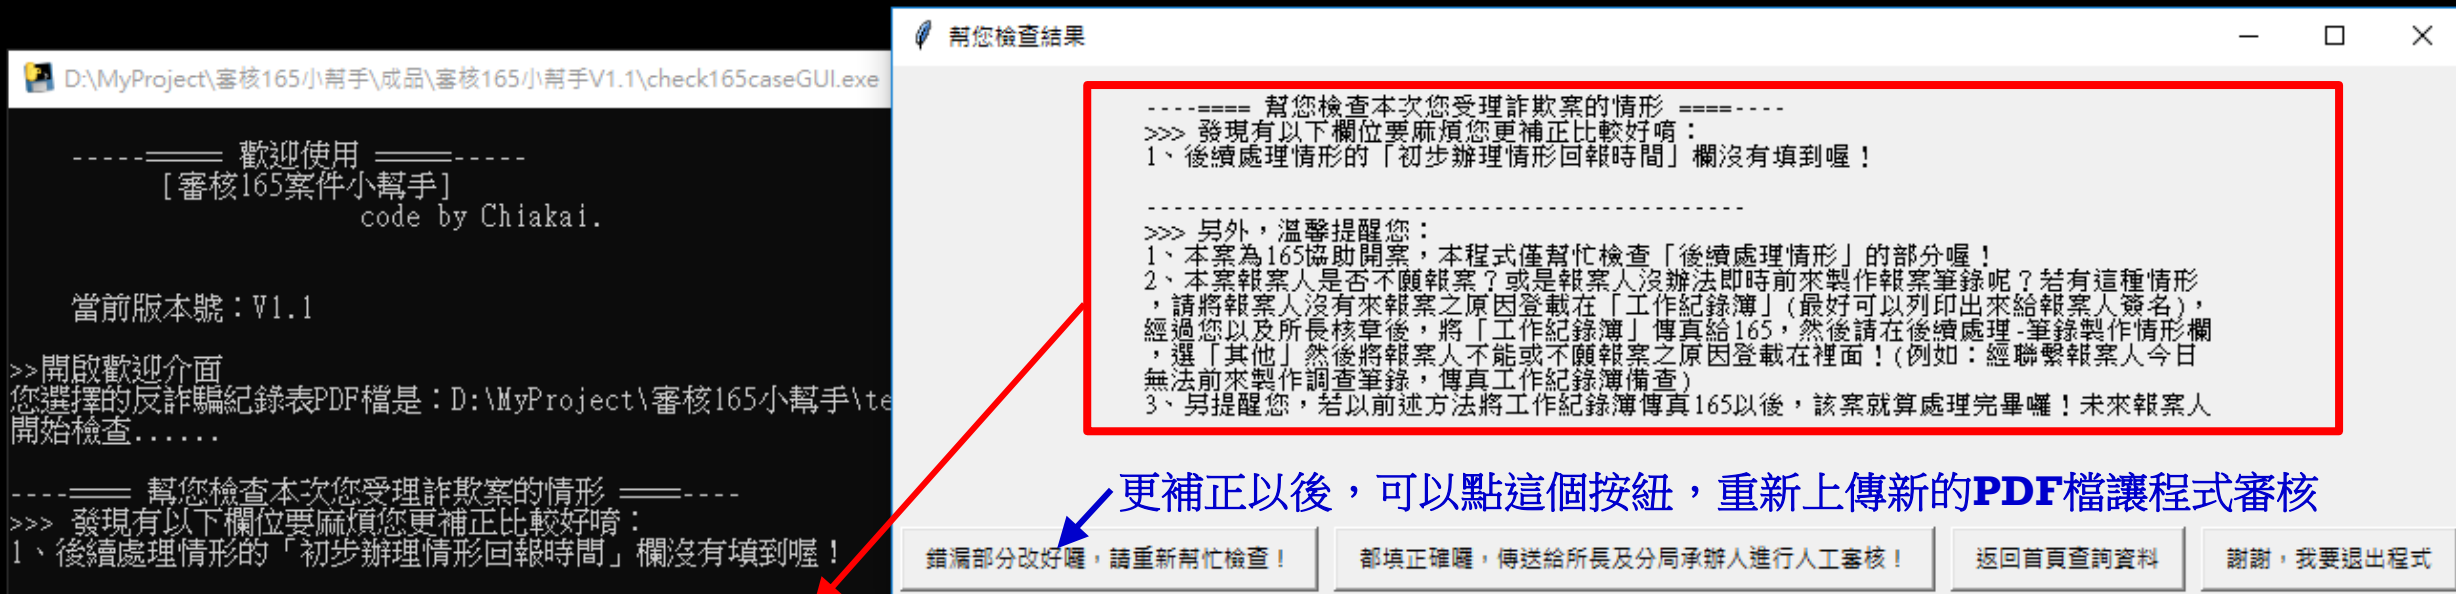 D:\MyProject\審核165小幫手\成品\審核165小幫手V1.1\check165caseGUI.exe
-----==== 歡迎使用 ====-----
[審核165案件小幫手]
code by Chiakai.
當前版本號：V1.1
>>開啟歡迎介面
您選擇的反詐騙紀錄表PDF檔是：D:\MyProject\審核165小幫手\te
開始檢查......
----==== 幫您檢查本次您受理詐欺案的情形 ====----
>>> 發現有以下欄位要麻煩您更補正比較好唷：
1、後續處理情形的「初步辦理情形回報時間」欄沒有填到喔！
幫您檢查結果
----==== 幫您檢查本次您受理詐欺案的情形 ====----
>>> 發現有以下欄位要麻煩您更補正比較好唷：
1、後續處理情形的「初步辦理情形回報時間」欄沒有填到喔！
--------------------------------------------
>>> 另外，溫馨提醒您：
1、本案為165協助開案，本程式僅幫忙檢查「後續處理情形」的部分喔！
2、本案報案人是否不願報案？或是報案人沒辦法即時前來製作報案筆錄呢？若有這種情形
，請將報案人沒有來報案之原因登載在「工作紀錄簿」(最好可以列印出來給報案人簽名)，
經過您以及所長核章後，將「工作紀錄簿」傳真給165，然後請在後續處理-筆錄製作情形欄
，選「其他」然後將報案人不能或不願報案之原因登載在裡面！(例如：經聯繫報案人今日
無法前來製作調查筆錄，傳真工作紀錄簿備查)
3、另提醒您，若以前述方法將工作紀錄簿傳真165以後，該案就算處理完畢囉！未來報案人
更補正以後，可以點這個按鈕，重新上傳新的PDF檔讓程式審核
錯漏部分改好囉，請重新幫忙檢查！
都填正確囉，傳送給所長及分局承辦人進行人工審核！
返回首頁查詢資料
謝謝，我要退出程式